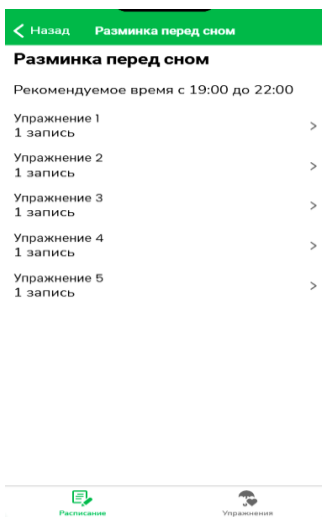 Назад Разминка перед сном
Разминка перед сном
Рекомендуемое время с 19:00 до 22:00
Упражнение 1
1 запись
Упражнение 2
1 запись
Упражнение 3
1 запись
Упражнение 4
1 запись
Упражнение 5
1 запись
Расписание Упражнения